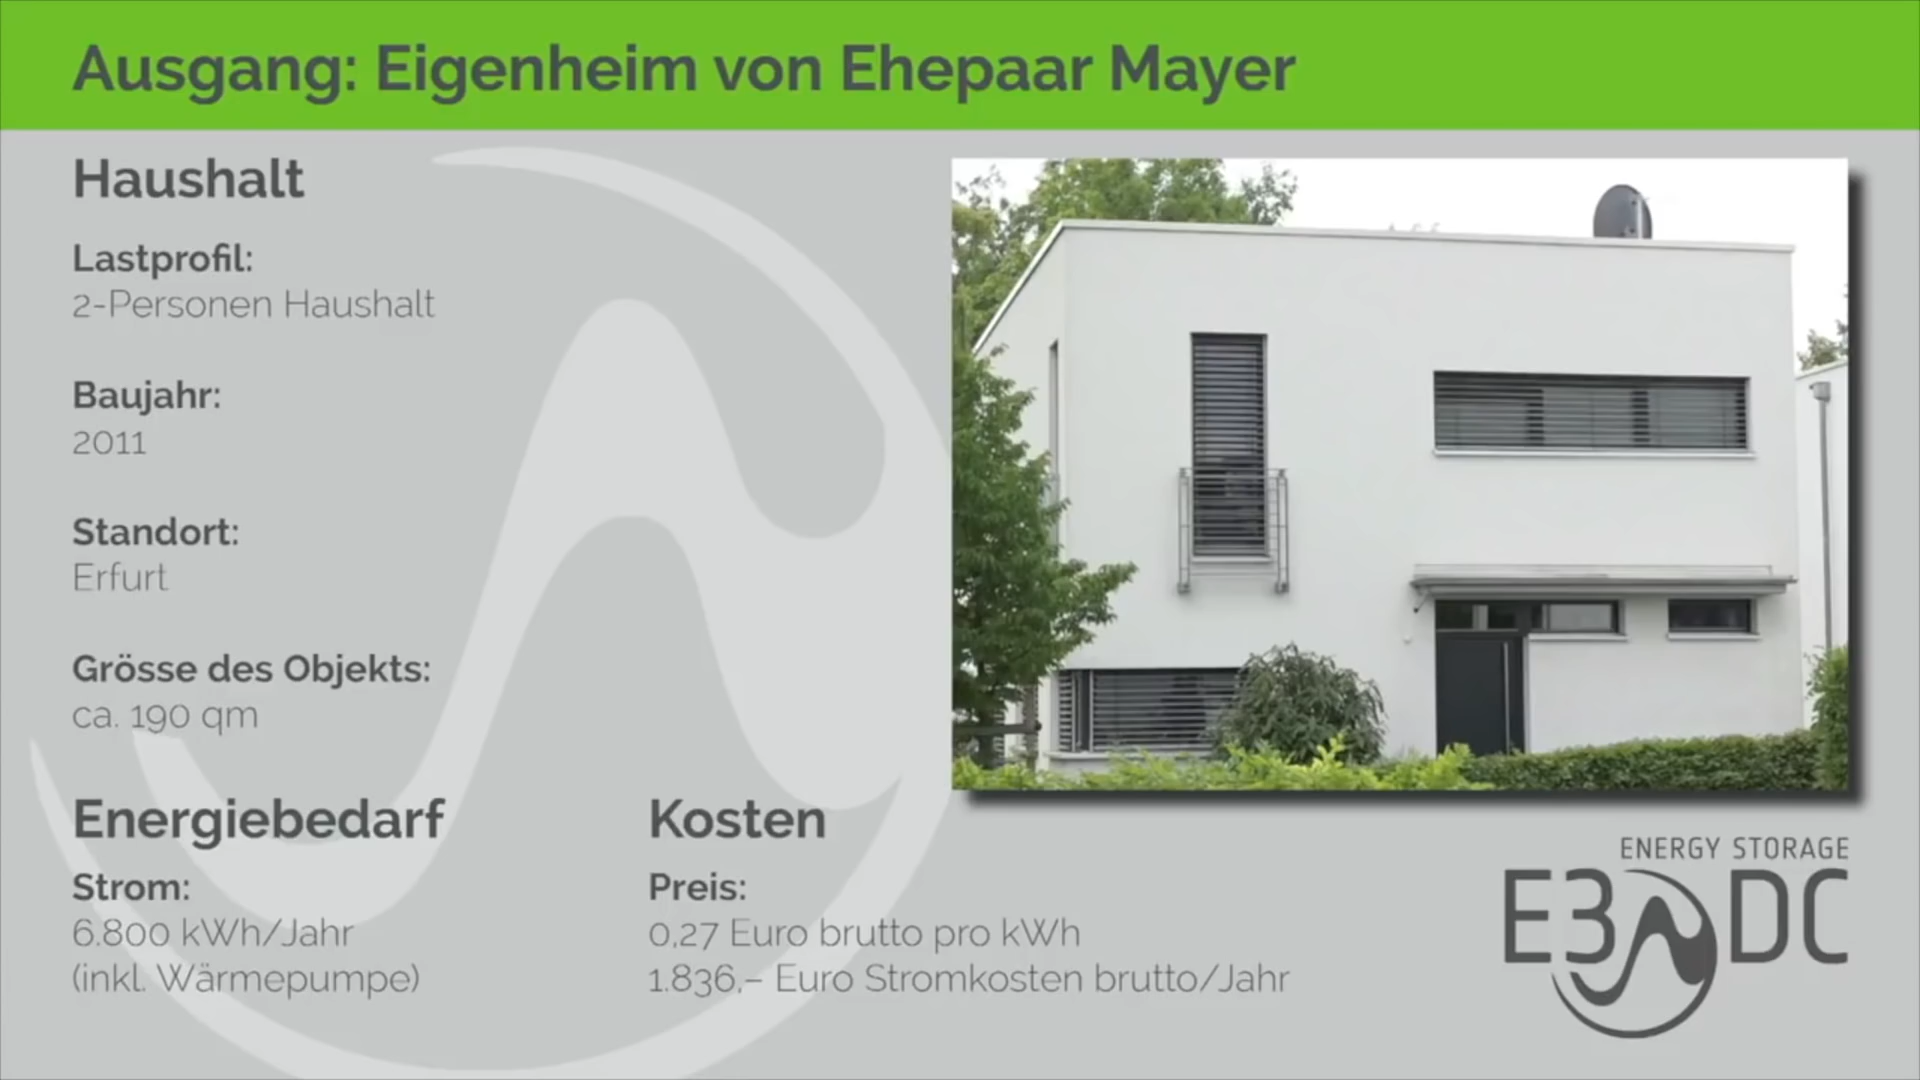 Ausgang: Eigenheim von Ehepaar Mayer
Haushalt
Lastprofil:
2-Personen Haushalt
Baujahr:
2011
Standort:
Erfurt
Grösse des Objekts:
ca. 190 qm
Energiebedarf
Strom:
6.800 kWh/Jahr
(inkl. Wärmepumpe)
Kosten
Preis:
0,27 Euro brutto pro kWh
1.836,– Euro Stromkosten brutto/Jahr
ENERGY STORAGE
E3 DC